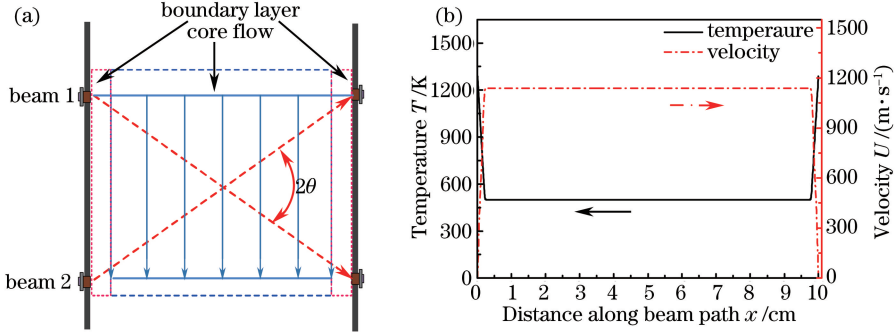 (a)
boundary layer
core flow
beam 1
2θ
beam 2
(b)
1500
1200
900
600
300
0
Temperature T /K
temperaure
velocity
1500
1200
900
600
300
0
Velocity U /(m·s⁻¹)
0 1 2 3 4 5 6 7 8 9 10
Distance along beam path x /cm